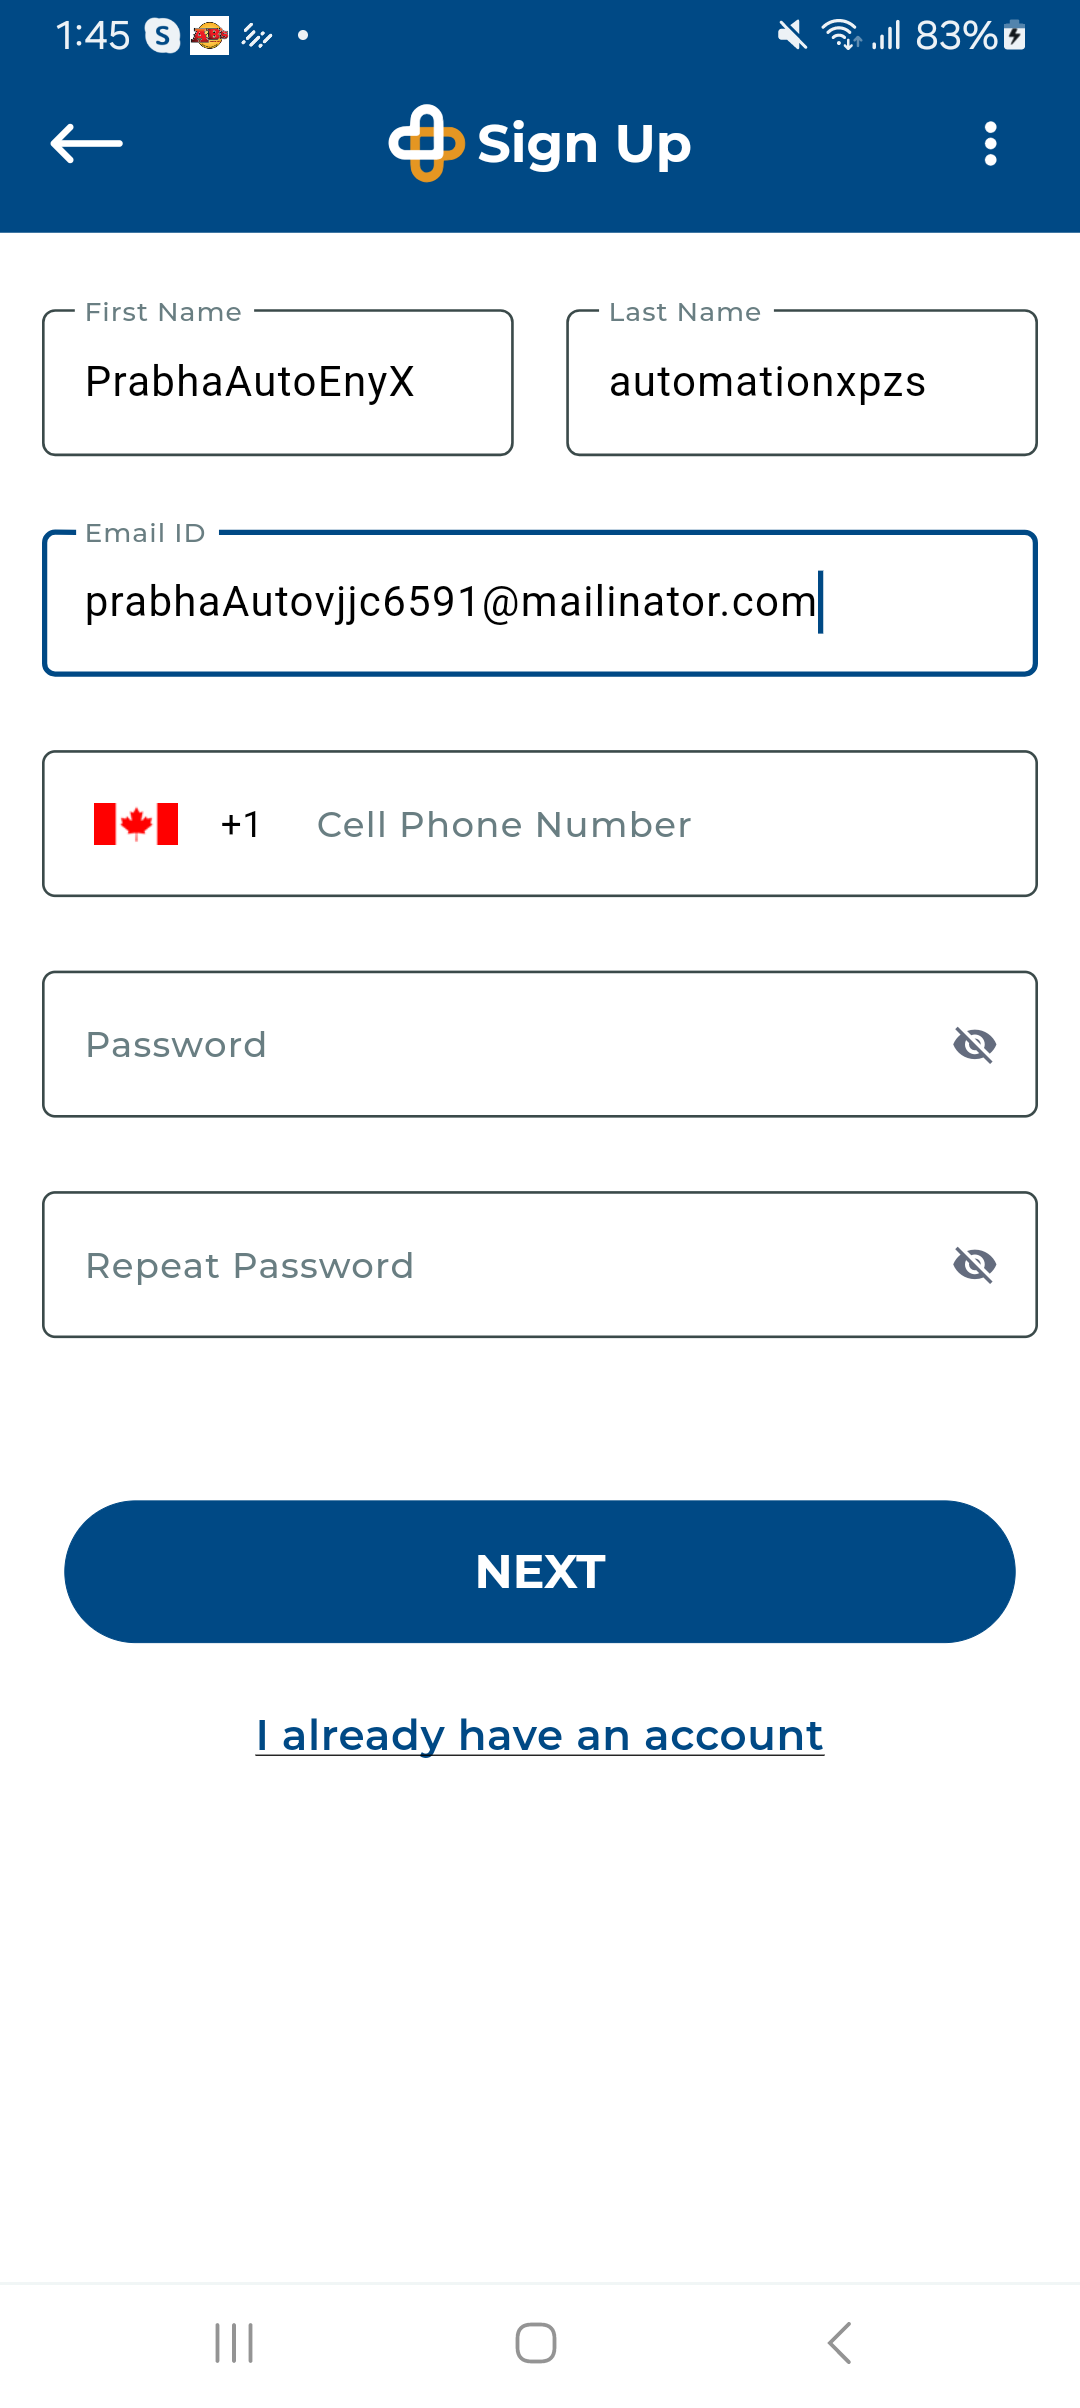 1:45 S 83%
Sign Up
First Name Last Name
PrabhaAutoEnyX automationxpzs
Email ID
prabhaAutovjjc6591@mailinator.com
+1 Cell Phone Number
Password
Repeat Password
NEXT
I already have an account